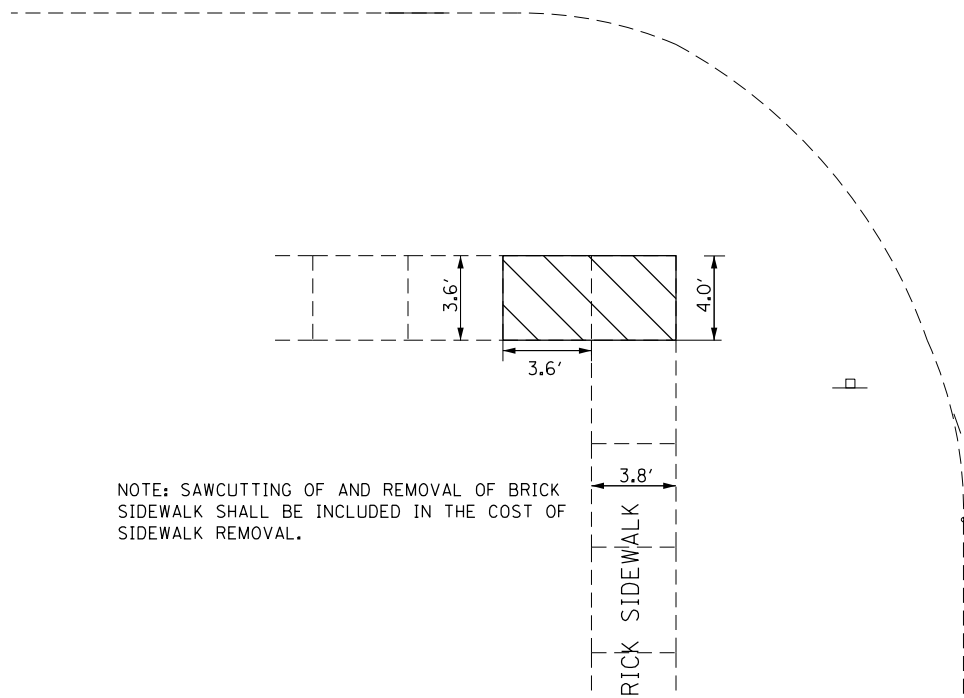 3.6'
4.0'
3.6'
3.8'
NOTE: SAWCUTTING OF AND REMOVAL OF BRICK
SIDEWALK SHALL BE INCLUDED IN THE COST OF
SIDEWALK REMOVAL.
RICK SIDEWALK